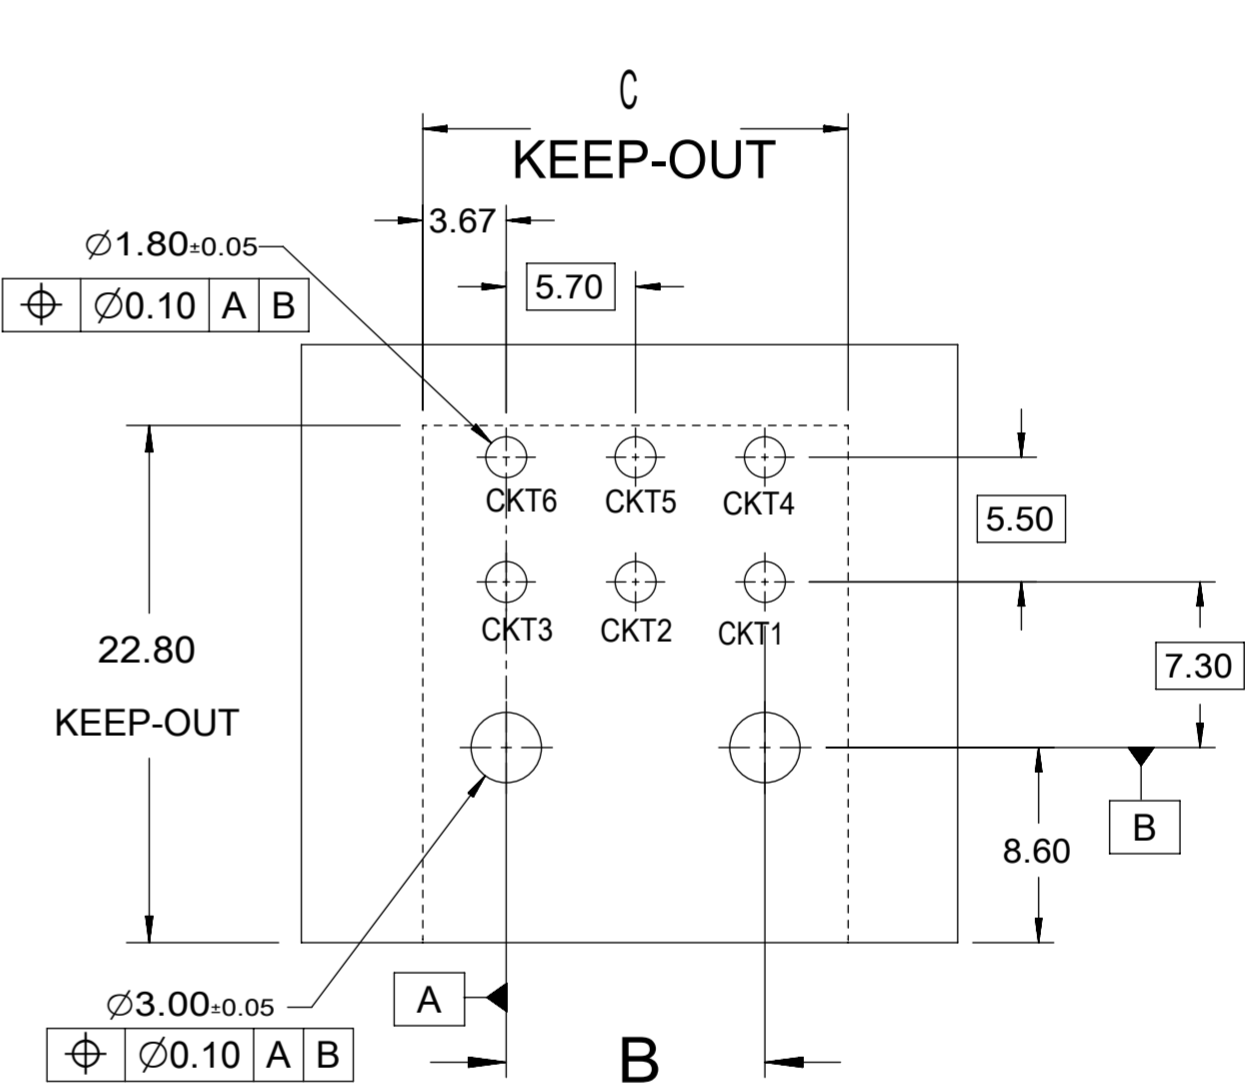 C
KEEP-OUT
3.67
Ø1.80±0.05
5.70
⌖ Ø0.10 A B
CKT6 CKT5 CKT4
5.50
CKT3 CKT2 CKT1
22.80
KEEP-OUT
7.30
B
8.60
A
Ø3.00±0.05
⌖ Ø0.10 A B
B